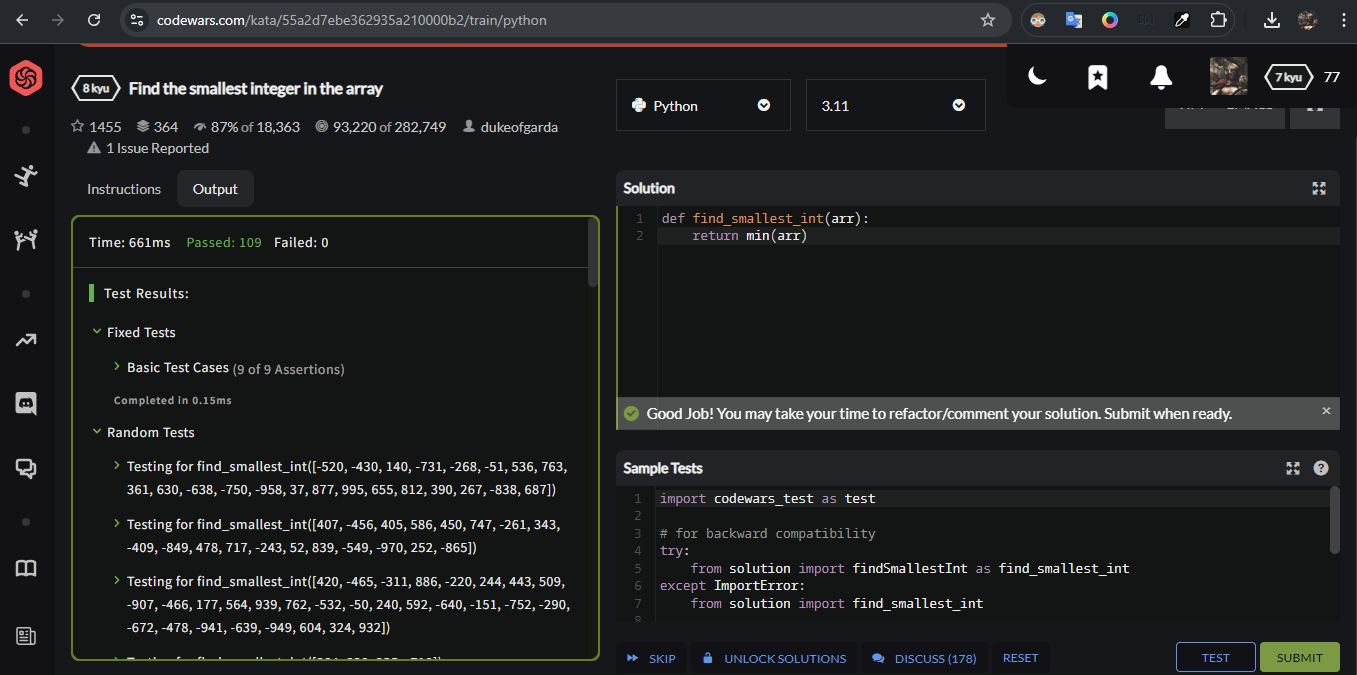 codewars.com/kata/55a2d7ebe362935a210000b2/train/python
8 kyu Find the smallest integer in the array
7 kyu 77
Python
3.11
1455 364 87% of 18,363 93,220 of 282,749 dukeofgarda
1 Issue Reported
Instructions Output
Time: 661ms Passed: 109 Failed: 0
Test Results:
Fixed Tests
Basic Test Cases (9 of 9 Assertions)
Completed in 0.15ms
Random Tests
Testing for find_smallest_int([-520, -430, 140, -731, -268, -51, 536, 763,
361, 630, -638, -750, -958, 37, 877, 995, 655, 812, 390, 267, -838, 687])
Testing for find_smallest_int([407, -456, 405, 586, 450, 747, -261, 343,
-409, -849, 478, 717, -243, 52, 839, -549, -970, 252, -865])
Testing for find_smallest_int([420, -465, -311, 886, -220, 244, 443, 509,
-907, -466, 177, 564, 939, 762, -532, -50, 240, 592, -640, -151, -752, -290,
-672, -478, -941, -639, -949, 604, 324, 932])
Solution
1 def find_smallest_int(arr):
2 return min(arr)
Good Job! You may take your time to refactor/comment your solution. Submit when ready.
Sample Tests
1 import codewars_test as test
2
3 # for backward compatibility
4 try:
5 from solution import findSmallestInt as find_smallest_int
6 except ImportError:
7 from solution import find_smallest_int
8
SKIP UNLOCK SOLUTIONS DISCUSS (178) RESET TEST SUBMIT